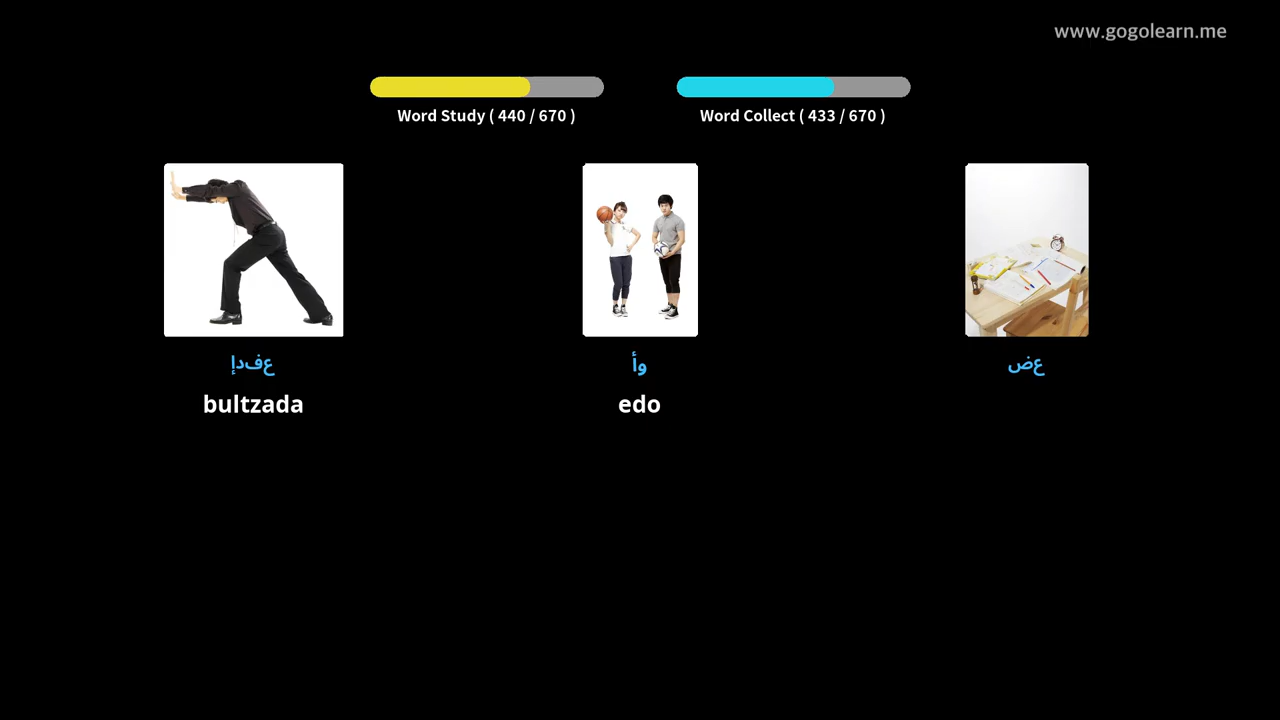 www.gogolearn.me
Word Study ( 440 / 670 )
Word Collect ( 433 / 670 )
عفدإ
وأ
عض
bultzada
edo